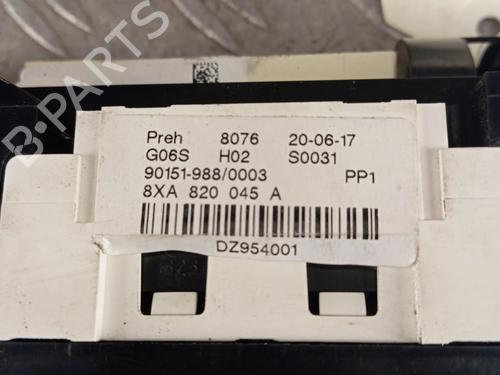 B-PARTS
Preh 8076 20-06-17
G06S H02 S0031
90151-988/0003 PP1
8XA 820 045 A
DZ954001